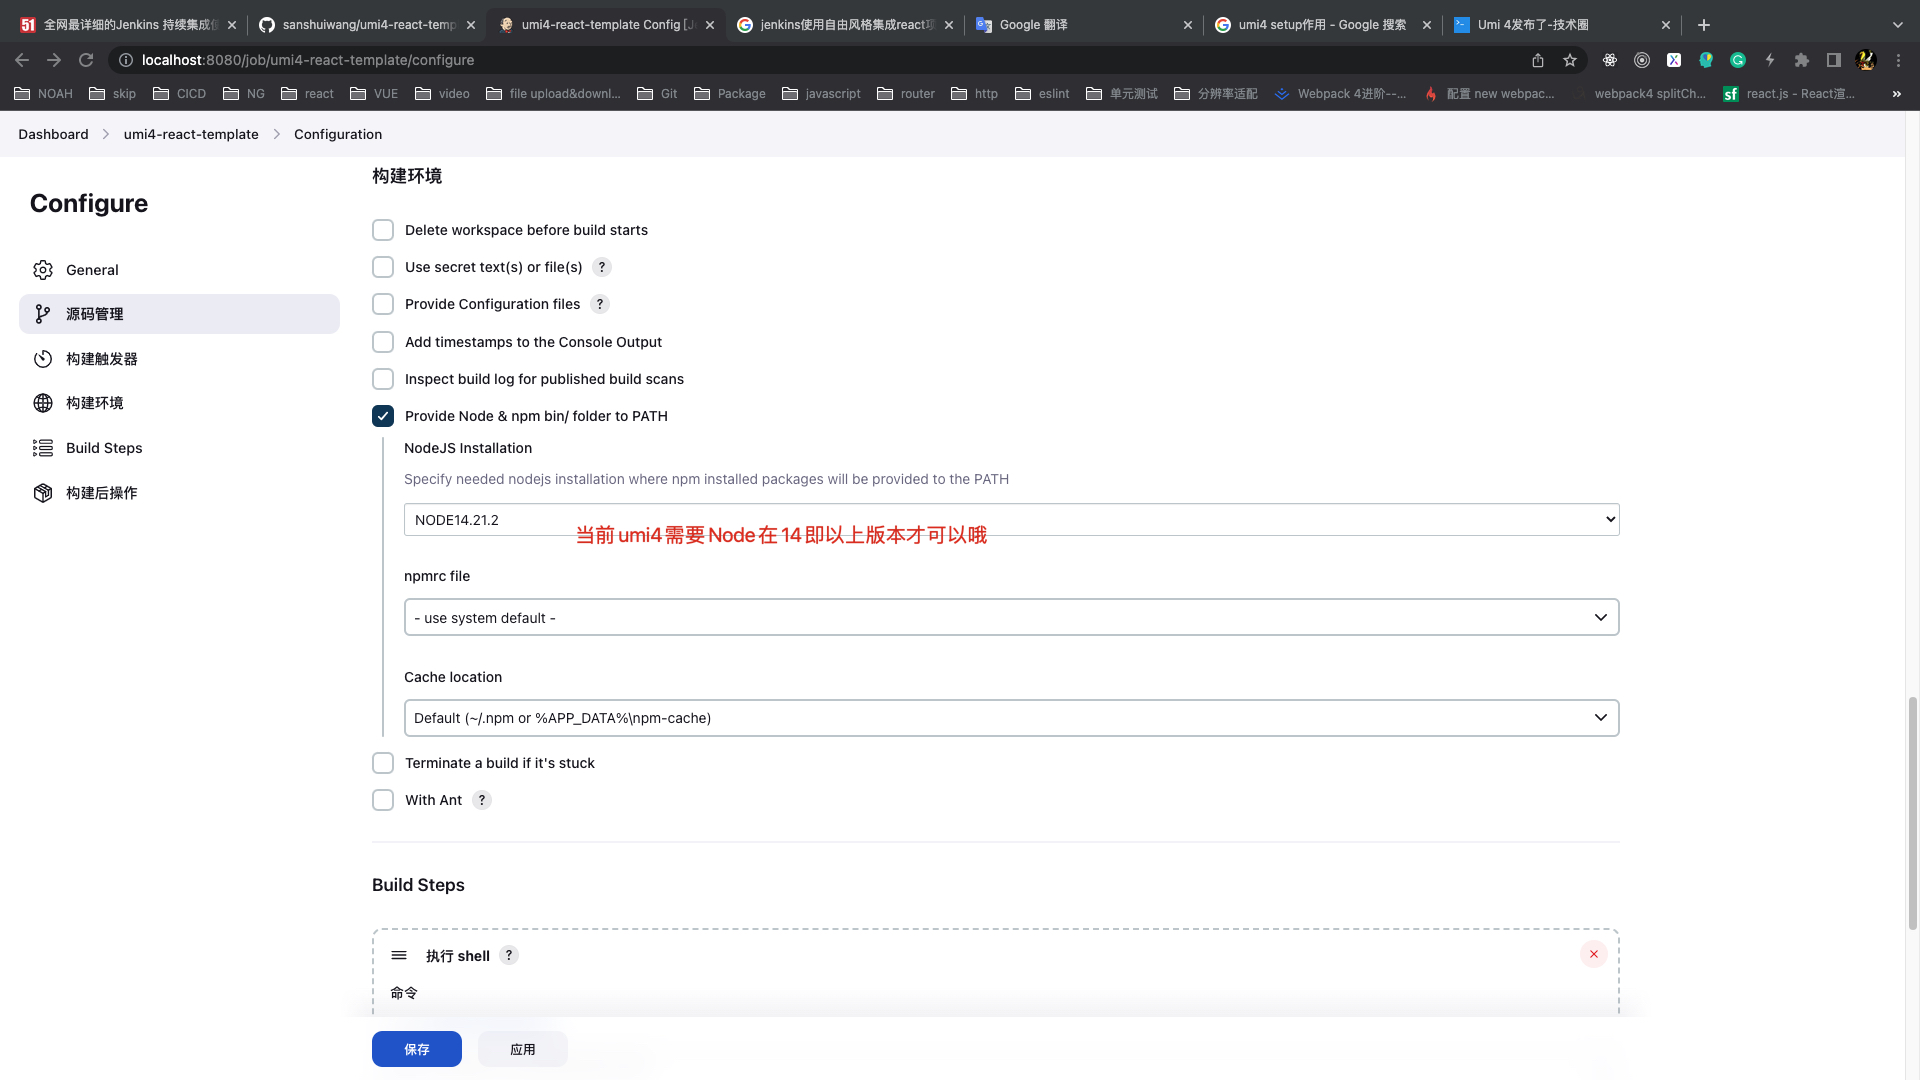 全网最详细的Jenkins 持续集成使
sanshuiwang/umi4-react-temp
umi4-react-template Config [Je
jenkins使用自由风格集成react项
Google 翻译
umi4 setup作用 - Google 搜索
Umi 4发布了-技术圈
localhost:8080/job/umi4-react-template/configure
NOAH
skip
CICD
NG
react
VUE
video
file upload&downl...
Git
Package
javascript
router
http
eslint
单元测试
分辨率适配
Webpack 4进阶--...
配置 new webpac...
webpack4 splitCh...
react.js - React渲...
»
Dashboard
umi4-react-template
Configuration
Configure
General
源码管理
构建触发器
构建环境
Build Steps
构建后操作
构建环境
Delete workspace before build starts
Use secret text(s) or file(s) ?
Provide Configuration files ?
Add timestamps to the Console Output
Inspect build log for published build scans
Provide Node & npm bin/ folder to PATH
NodeJS Installation
Specify needed nodejs installation where npm installed packages will be provided to the PATH
NODE14.21.2
当前umi4需要Node在14即以上版本才可以哦
npmrc file
- use system default -
Cache location
Default (~/.npm or %APP_DATA%\npm-cache)
Terminate a build if it's stuck
With Ant ?
Build Steps
执行 shell ?
命令
保存
应用